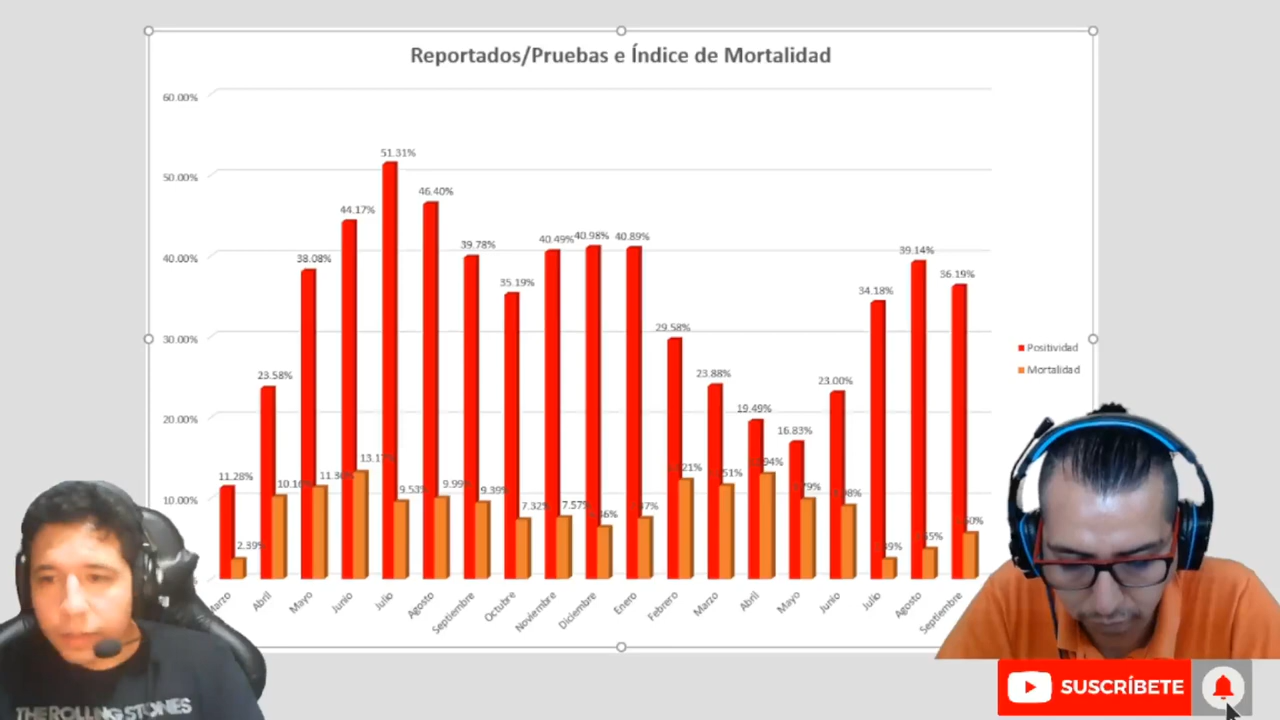 Reportados/Pruebas e Índice de Mortalidad
60.00%
50.00%
40.00%
30.00%
20.00%
10.00%
11.28%
23.58%
38.08%
44.17%
51.31%
46.40%
39.78%
35.19%
40.49%
40.98%
40.89%
29.58%
23.88%
19.49%
16.83%
23.00%
34.18%
39.14%
36.19%
2.39%
9.53%
9.99%
9.39%
7.32%
7.57%
Positividad
Mortalidad
Abril
Mayo
Junio
Julio
Agosto
Septiembre
Octubre
Noviembre
Diciembre
Enero
Febrero
Marzo
Abril
Mayo
Junio
Julio
Agosto
Septiembre
THE ROLLING STONES
SUSCRÍBETE